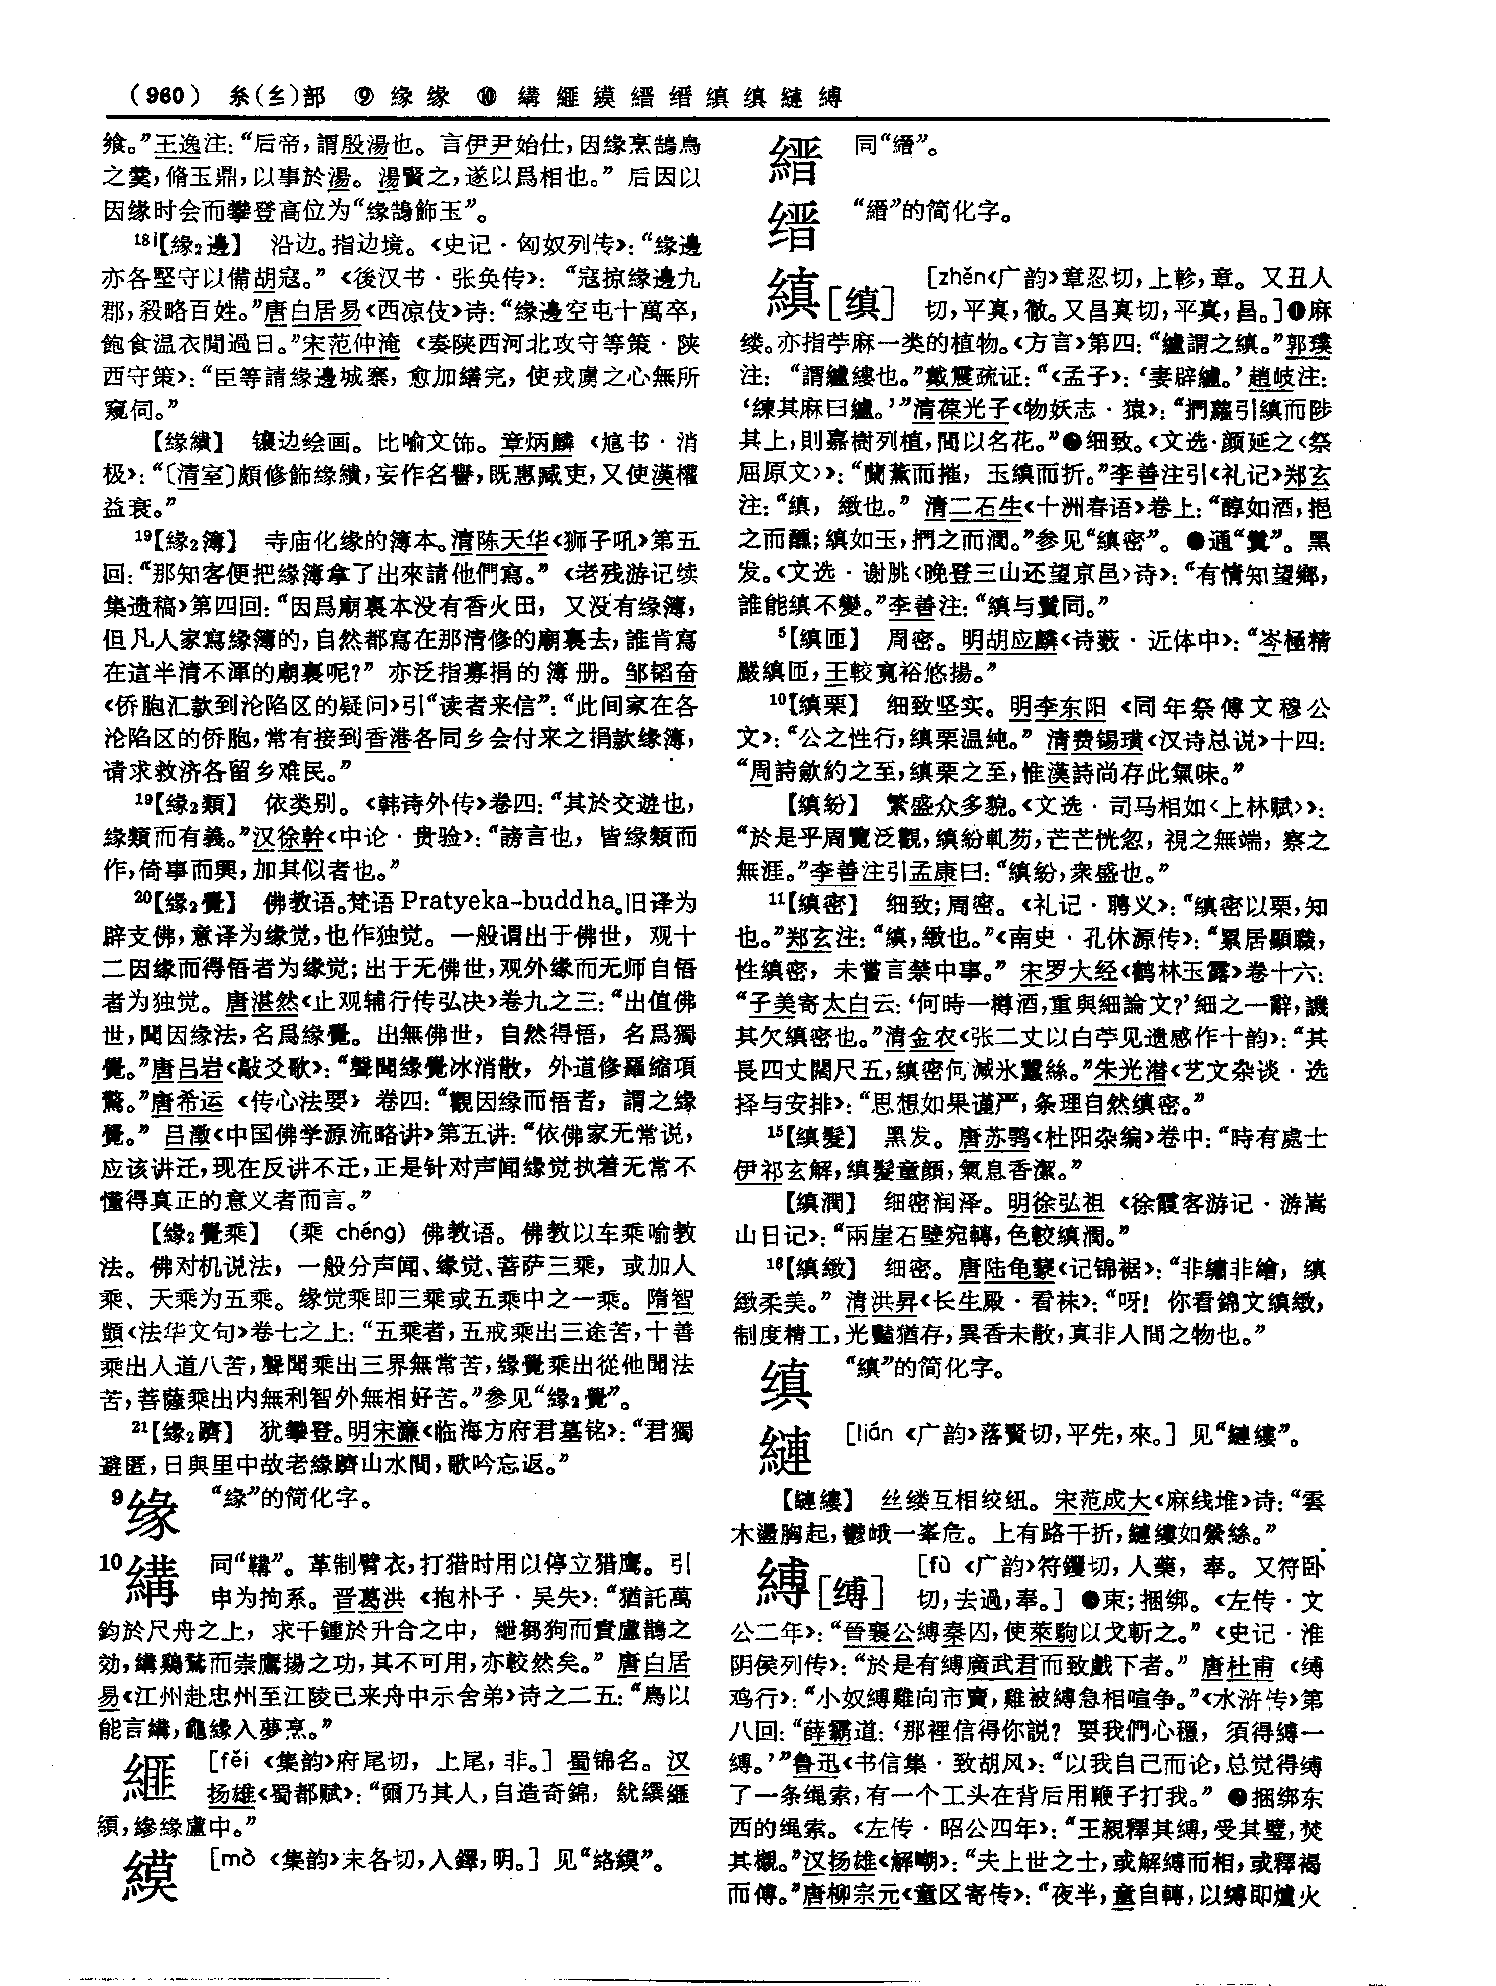 （960） 糸(纟)部 ⑨ 缘 缘 ⑩ 縤 緾 縸 縉 缙 縝 缜 縺 縛
飨。”王逸注：“后帝，謂殷湯也。言伊尹始仕，因緣烹鵠鳥
之羹，脩玉鼎，以事於湯。湯賢之，遂以爲相也。”后因以
因缘时会而攀登高位为“缘鵠飾玉”。
18【緣₂邊】 沿边。指边境。《史记·匈奴列传》：“緣邊
亦各堅守以備胡寇。”《後汉书·张奂传》：“寇掠緣邊九
郡，殺略百姓。”唐白居易《西凉伎》诗：“緣邊空屯十萬卒，
飽食温衣閒過日。”宋范仲淹《奏陕西河北攻守等策·陕
西守策》：“臣等請緣邊城寨，愈加繕完，使戎虜之心無所
窺伺。”
【緣繢】 镶边绘画。比喻文饰。章炳麟《訄书·消
极》：“〔清室〕頗修飾緣繢，妄作名譽，既惠臧吏，又使漢權
益衰。”
19【緣₂簿】 寺庙化缘的簿本。清陈天华《狮子吼》第五
回：“那知客便把緣簿拿了出來請他們寫。”《老残游记续
集遗稿》第四回：“因爲廟裏本没有香火田，又没有緣簿，
但凡人家寫緣簿的，自然都寫在那清修的廟裏去，誰肯寫
在這半清不渾的廟裏呢？”亦泛指募捐的簿册。邹韬奋
《侨胞汇款到沦陷区的疑问》引“读者来信”：“此间家在各
沦陷区的侨胞，常有接到香港各同乡会付来之捐款缘簿，
请求救济各留乡难民。”
19【緣₂類】 依类别。《韩诗外传》卷四：“其於交遊也，
緣類而有義。”汉徐幹《中论·贵验》：“謗言也，皆緣類而
作，倚事而興，加其似者也。”
20【緣₂覺】 佛教语。梵语Pratyeka-buddha。旧译为
辟支佛，意译为缘觉，也作独觉。一般谓出于佛世，观十
二因缘而得悟者为缘觉；出于无佛世，观外缘而无师自悟
者为独觉。唐湛然《止观辅行传弘决》卷九之三：“出值佛
世，聞因緣法，名爲緣覺。出無佛世，自然得悟，名爲獨
覺。”唐吕岩《敲爻歌》：“聲聞緣覺冰消散，外道修羅縮項
驚。”唐希运《传心法要》卷四：“觀因緣而悟者，謂之緣
覺。”吕澂《中国佛学源流略讲》第五讲：“依佛家无常说，
应该讲迁，现在反讲不迁，正是针对声闻缘觉执着无常不
懂得真正的意义者而言。”
【緣₂覺乘】 （乘 chéng）佛教语。佛教以车乘喻教
法。佛对机说法，一般分声闻、缘觉、菩萨三乘，或加人
乘、天乘为五乘。缘觉乘即三乘或五乘中之一乘。隋智
顗《法华文句》卷七之上：“五乘者，五戒乘出三途苦，十善
乘出人道八苦，聲聞乘出三界無常苦，緣覺乘出從他聞法
苦，菩薩乘出内無利智外無相好苦。”参见“緣₂覺”。
21【緣₂躋】 犹攀登。明宋濂《临海方府君墓铭》：“君獨
避匿，日與里中故老緣躋山水間，歌吟忘返。”
9缘 “緣”的简化字。
10縤 同“鞲”。革制臂衣，打猎时用以停立猎鹰。引
申为拘系。晋葛洪《抱朴子·吴失》：“猶託萬
鈞於尺舟之上，求千鍾於升合之中，紲芻狗而責盧鵲之
効，鞲鷄鶩而崇鷹揚之功，其不可用，亦較然矣。”唐白居
易《江州赴忠州至江陵已来舟中示舍弟》诗之二五：“鳥以
能言鞲，龜緣入夢烹。”
[fěi 《集韵》府尾切，上尾，非。]蜀锦名。汉
扬雄《蜀都赋》：“爾乃其人，自造奇錦，
縿緣盧中。”
縸 [mò 《集韵》末各切，入鐸，明。]见“絡縸”。
縉 同“縉”。
缙 “縉”的简化字。
縝[缜] [zhěn《广韵》章忍切，上軫，章。又丑人
切，平真，徹。又昌真切，平真，昌。]❶麻
缕。亦指苧麻一类的植物。《方言》第四：“纑謂之縝。”郭璞
注：“謂纑縷也。”戴震疏证：“《孟子》：‘妻辟纑。’趙岐注：
‘練其麻曰纑。’”清葆光子《物妖志·猿》：“捫蘿引縝而陟
其上，則嘉樹列植，間以名花。”❷细致。《文选·颜延之〈祭
屈原文〉》：“蘭薰而摧，玉縝而折。”李善注引《礼记》郑玄
注：“縝，緻也。”清二石生《十洲春语》卷上：“醇如酒，挹
之而醺；縝如玉，捫之而潤。”参见“縝密”。❸通“鬒”。黑
发。《文选·谢朓〈晚登三山还望京邑〉诗》：“有情知望鄉，
誰能縝不變。”李善注：“縝与鬒同。”
5【縝匝】 周密。明胡应麟《诗薮·近体中》：“岑極精
嚴縝匝，王較寬裕悠揚。”
10【縝栗】 细致坚实。明李东阳《同年祭傅文穆公
文》：“公之性行，縝栗温純。”清费锡璜《汉诗总说》十四：
“周詩斂約之至，縝栗之至，惟漢詩尚存此氣味。”
【縝紛】 繁盛众多貌。《文选·司马相如〈上林赋〉》：
“於是乎周覽泛觀，縝紛軋芴，芒芒恍忽，視之無端，察之
無涯。”李善注引孟康曰：“縝紛，衆盛也。”
11【縝密】 细致；周密。《礼记·聘义》：“縝密以栗，知
也。”郑玄注：“縝，緻也。”《南史·孔休源传》：“累居顯職，
性縝密，未嘗言禁中事。”宋罗大经《鹤林玉露》卷十六：
“子美寄太白云：‘何時一樽酒，重與細論文？’細之一辭，譏
其欠縝密也。”清金农《张二丈以白苧见遗感作十韵》：“其
長四丈闊尺五，縝密何減氷蠶絲。”朱光潜《艺文杂谈·选
择与安排》：“思想如果谨严，条理自然缜密。”
15【縝髮】 黑发。唐苏鹗《杜阳杂编》卷中：“時有處士
伊祁玄解，縝髮童顔，氣息香潔。”
【縝潤】 细密润泽。明徐弘祖《徐霞客游记·游嵩
山日记》：“兩崖石壁宛轉，色較縝潤。”
16【縝緻】 细密。唐陆龟蒙《记锦裾》：“非繡非繪，縝
緻柔美。”清洪昇《长生殿·看袜》：“呀！你看錦文縝緻，
制度精工，光豔猶存，異香未散，真非人間之物也。”
缜 “縝”的简化字。
縺 [lián 《广韵》落賢切，平先，來。]见“縺縷”。
【縺縷】 丝缕互相绞纽。宋范成大《麻线堆》诗：“雲
木盪胸起，鬱峨一峯危。上有路千折，縺縷如縈絲。”
縛[缚] [fù 《广韵》符钁切，入藥，奉。又符卧
切，去過，奉。]❶束；捆绑。《左传·文
公二年》：“晉襄公縛秦囚，使萊駒以戈斬之。”《史记·淮
阴侯列传》：“於是有縛廣武君而致戲下者。”唐杜甫《缚
鸡行》：“小奴縛雞向市賣，雞被縛急相喧争。”《水浒传》第
八回：“薛霸道：‘那裡信得你説？要我們心穩，須得縛一
縛。’”鲁迅《书信集·致胡风》：“以我自己而论，总觉得缚
了一条绳索，有一个工头在背后用鞭子打我。”❷捆绑东
西的绳索。《左传·昭公四年》：“王親釋其縛，受其璧，焚
其櫬。”汉扬雄《解嘲》：“夫上世之士，或解縛而相，或釋褐
而傅。”唐柳宗元《童区寄传》：“夜半，童自轉，以縛即爐火